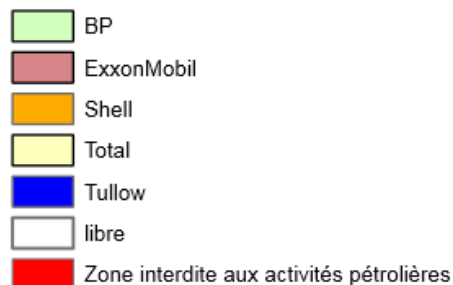 BP
ExxonMobil
Shell
Total
Tullow
libre
Zone interdite aux activités pétrolières